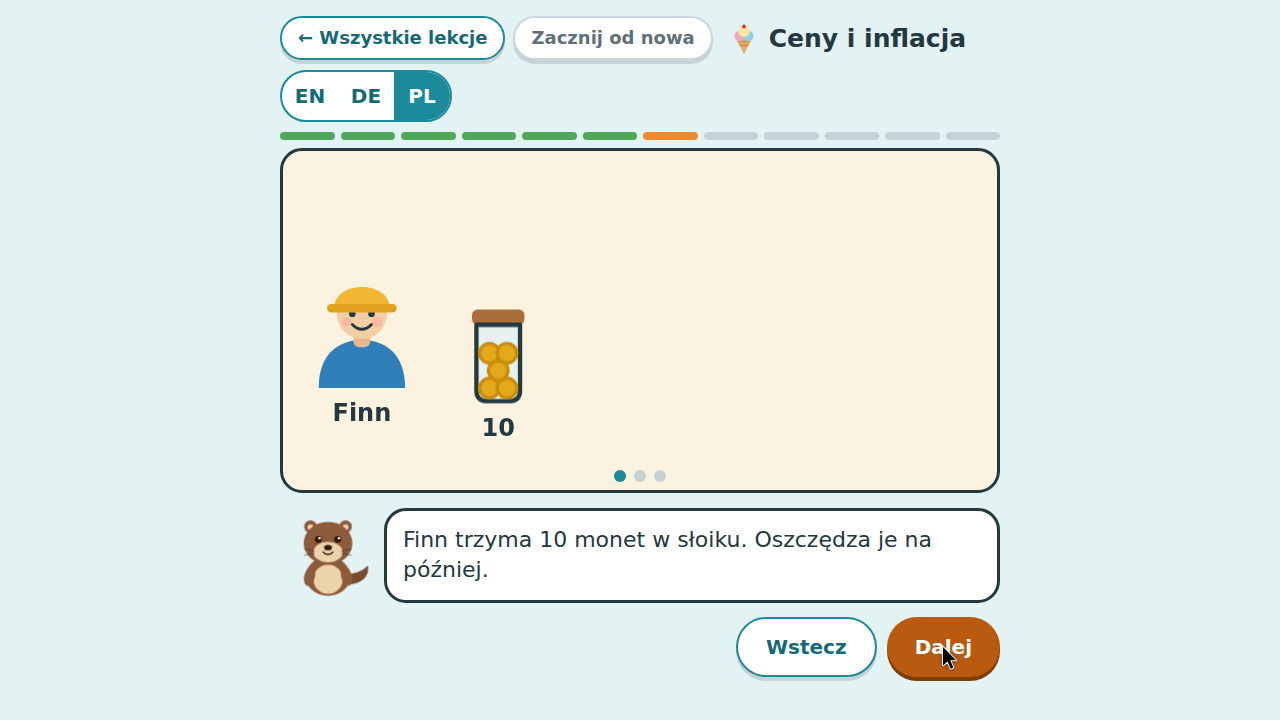 ← Wszystkie lekcje
Zacznij od nowa
Ceny i inflacja
EN DE PL
Finn
10
Finn trzyma 10 monet w słoiku. Oszczędza je na
później.
Wstecz
Dalej